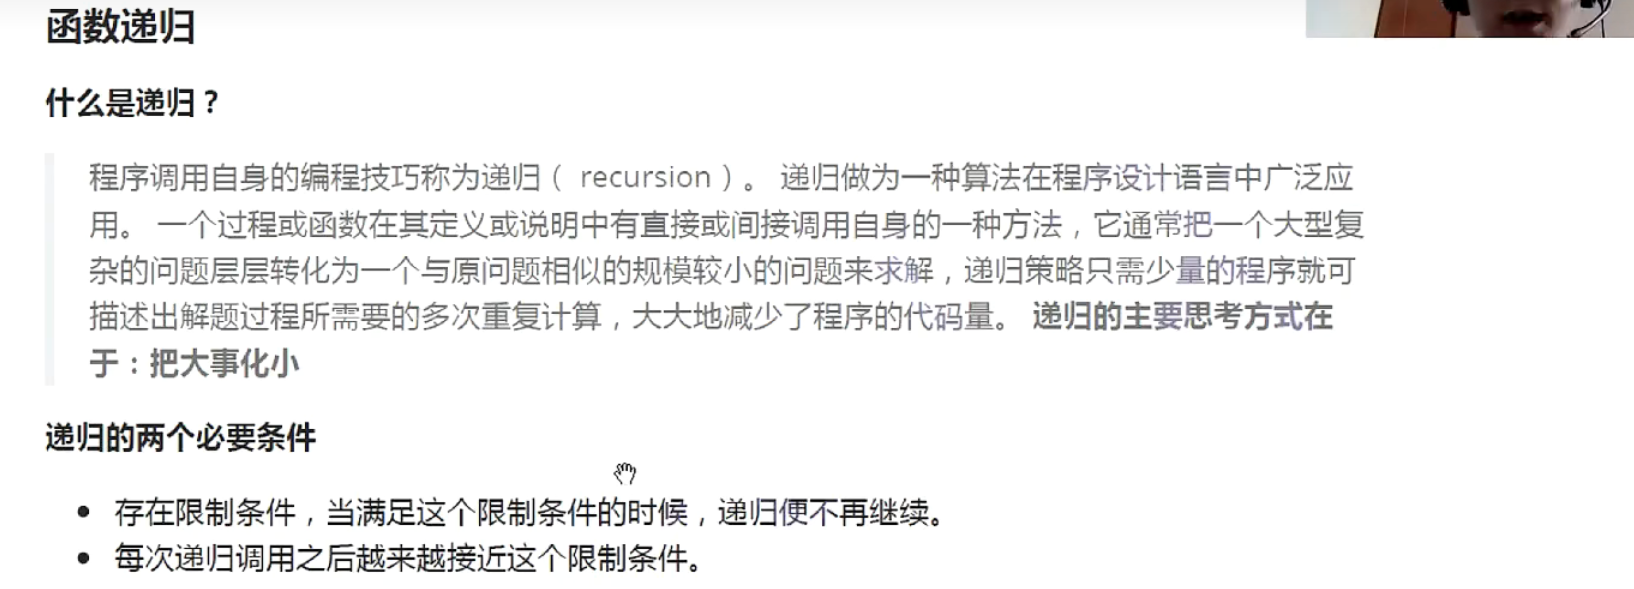 函数递归
什么是递归？
程序调用自身的编程技巧称为递归（ recursion）。 递归做为一种算法在程序设计语言中广泛应
用。 一个过程或函数在其定义或说明中有直接或间接调用自身的一种方法，它通常把一个大型复
杂的问题层层转化为一个与原问题相似的规模较小的问题来求解，递归策略只需少量的程序就可
描述出解题过程所需要的多次重复计算，大大地减少了程序的代码量。 递归的主要思考方式在
于：把大事化小
递归的两个必要条件
• 存在限制条件，当满足这个限制条件的时候，递归便不再继续。
• 每次递归调用之后越来越接近这个限制条件。